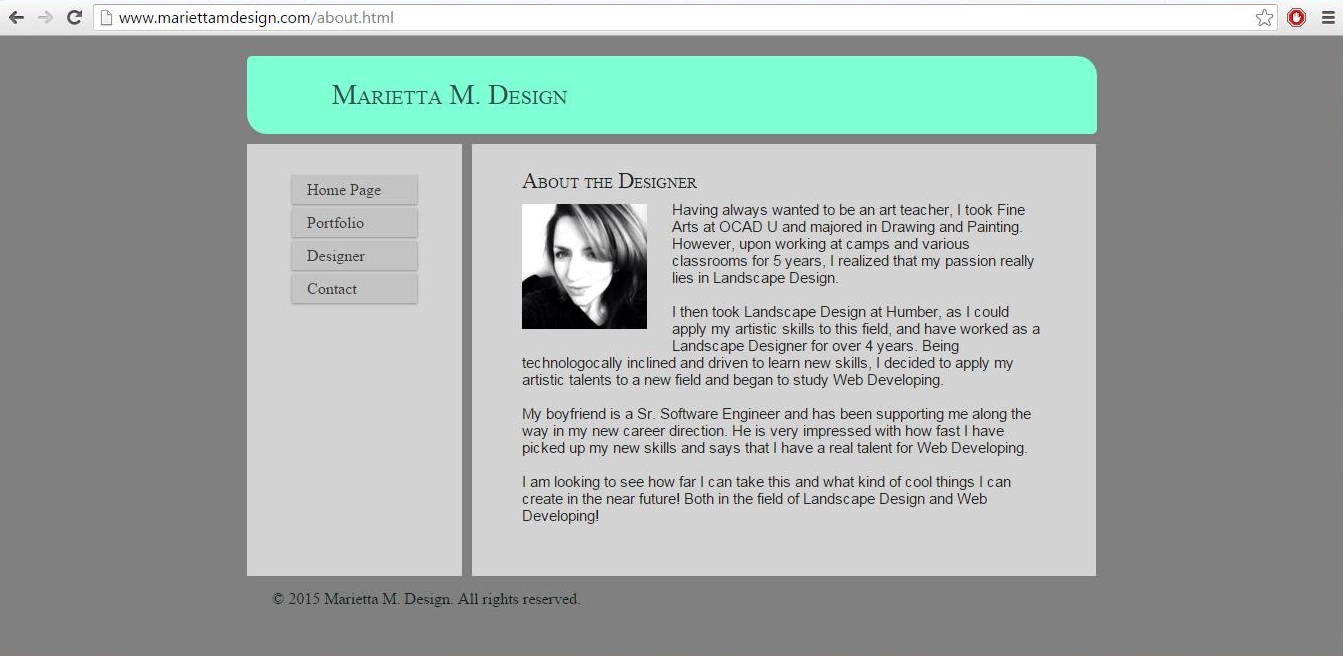 www.mariettamdesign.com/about.html
Marietta M. Design
Home Page
Portfolio
Designer
Contact
About the Designer
Having always wanted to be an art teacher, I took Fine
Arts at OCAD U and majored in Drawing and Painting.
However, upon working at camps and various
classrooms for 5 years, I realized that my passion really
lies in Landscape Design.
I then took Landscape Design at Humber, as I could
apply my artistic skills to this field, and have worked as a
Landscape Designer for over 4 years. Being
technologocally inclined and driven to learn new skills, I decided to apply my
artistic talents to a new field and began to study Web Developing.
My boyfriend is a Sr. Software Engineer and has been supporting me along the
way in my new career direction. He is very impressed with how fast I have
picked up my new skills and says that I have a real talent for Web Developing.
I am looking to see how far I can take this and what kind of cool things I can
create in the near future! Both in the field of Landscape Design and Web
Developing!
© 2015 Marietta M. Design. All rights reserved.